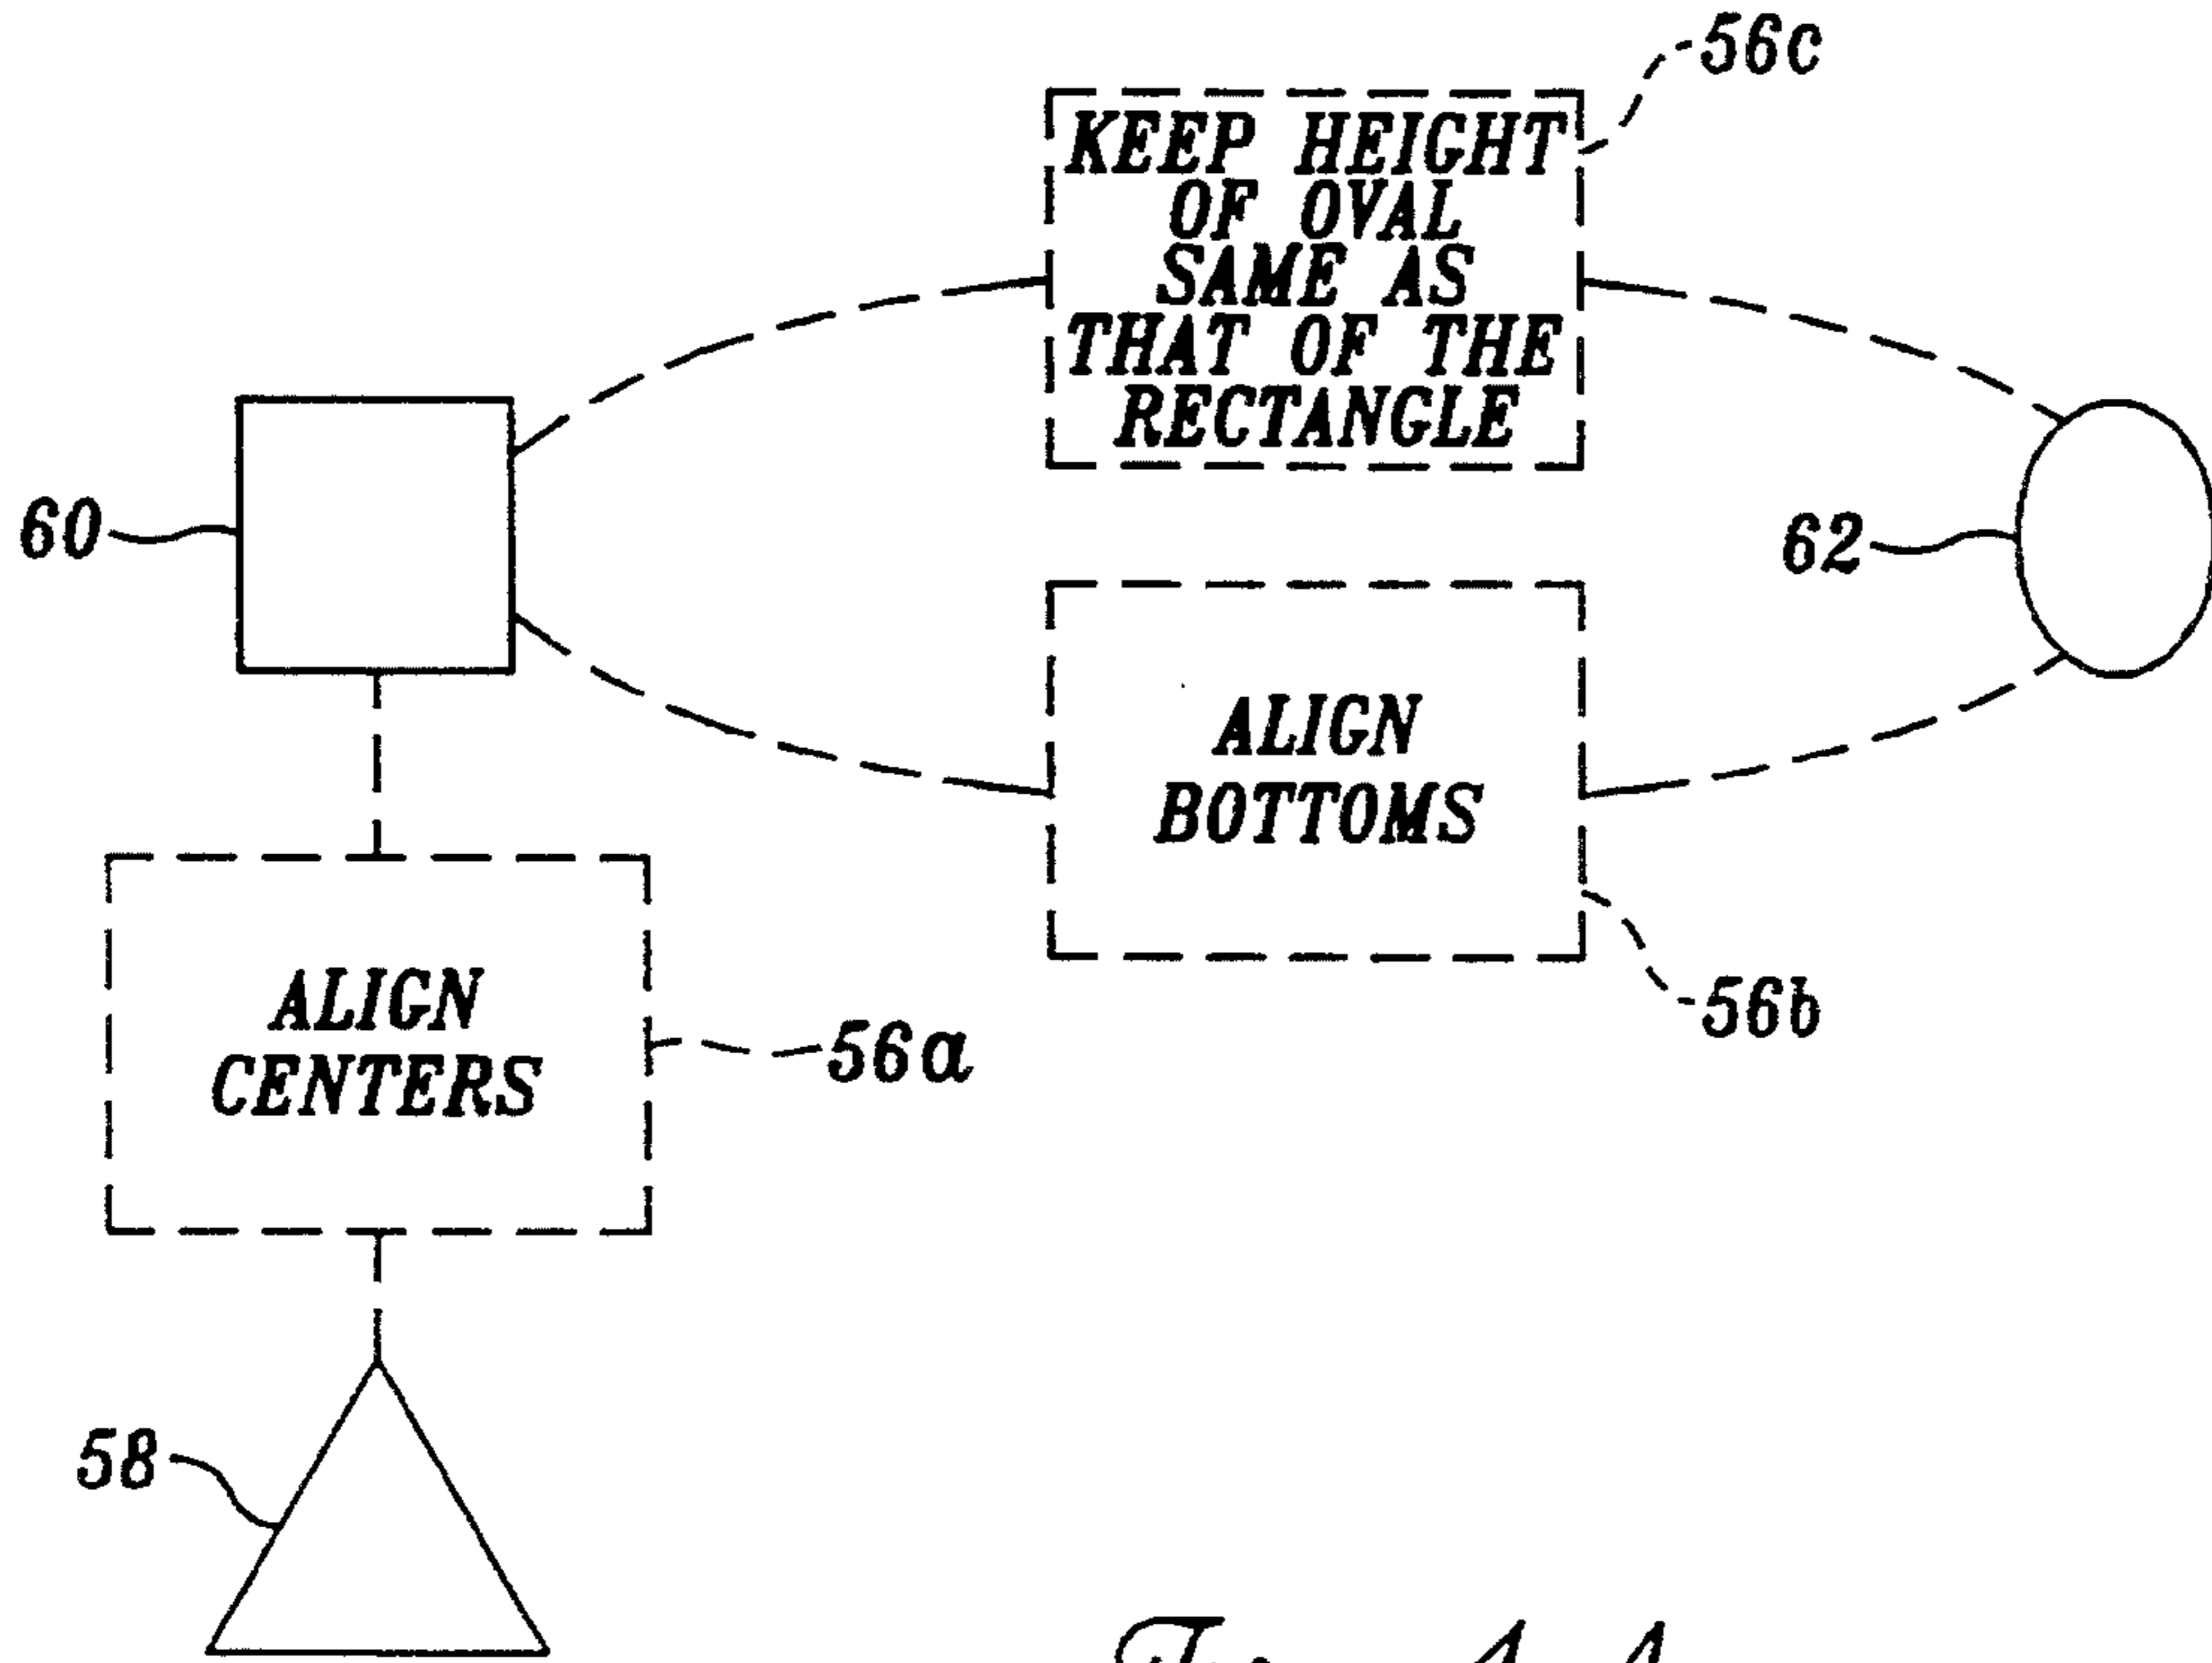 56c
KEEP HEIGHT
OF OVAL
SAME AS
THAT OF THE
RECTANGLE
60
62
ALIGN
BOTTOMS
56b
ALIGN
CENTERS
56a
58